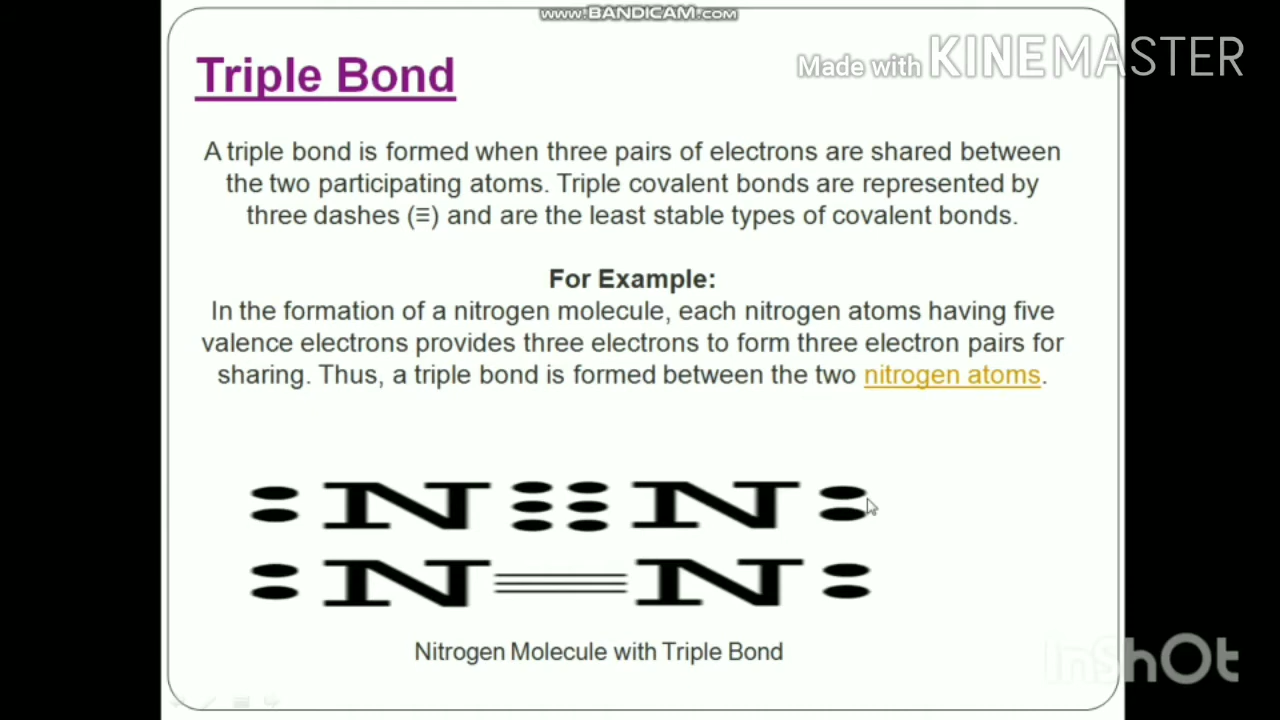 www.BANDICAM.com
Made with KINEMASTER
Triple Bond
A triple bond is formed when three pairs of electrons are shared between
the two participating atoms. Triple covalent bonds are represented by
three dashes (≡) and are the least stable types of covalent bonds.
For Example:
In the formation of a nitrogen molecule, each nitrogen atoms having five
valence electrons provides three electrons to form three electron pairs for
sharing. Thus, a triple bond is formed between the two nitrogen atoms.
: N ⋮⋮ N :
: N ≡ N :
Nitrogen Molecule with Triple Bond
InShOt